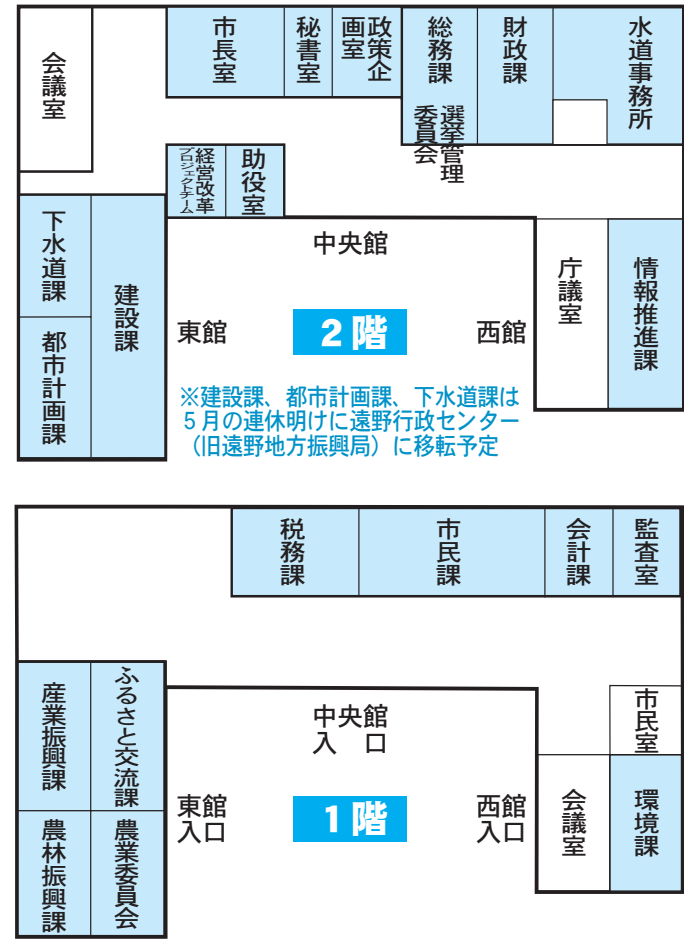 会議室
市長室
秘書室
政策企
画室
総務課
選挙管理
委員会
財政課
水道事務所
経営改革
プロジェクトチーム
助役室
下水道課
建設課
都市計画課
中央館
東館
2階
西館
庁議室
情報推進課
※建設課、都市計画課、下水道課は
5月の連休明けに遠野行政センター
（旧遠野地方振興局）に移転予定
税務課
市民課
会計課
監査室
産業振興課
ふるさと交流課
農林振興課
農業委員会
中央館
入　口
東館
入口
1階
西館
入口
市民室
会議室
環境課